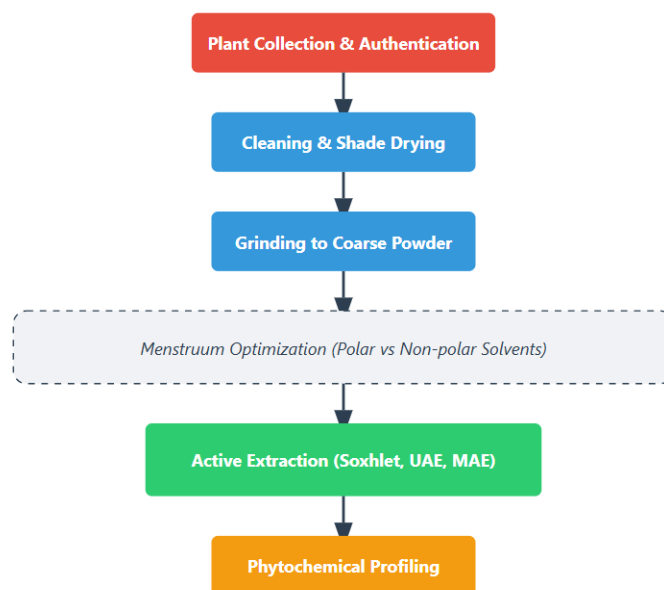 Plant Collection & Authentication
Cleaning & Shade Drying
Grinding to Coarse Powder
Menstruum Optimization (Polar vs Non-polar Solvents)
Active Extraction (Soxhlet, UAE, MAE)
Phytochemical Profiling